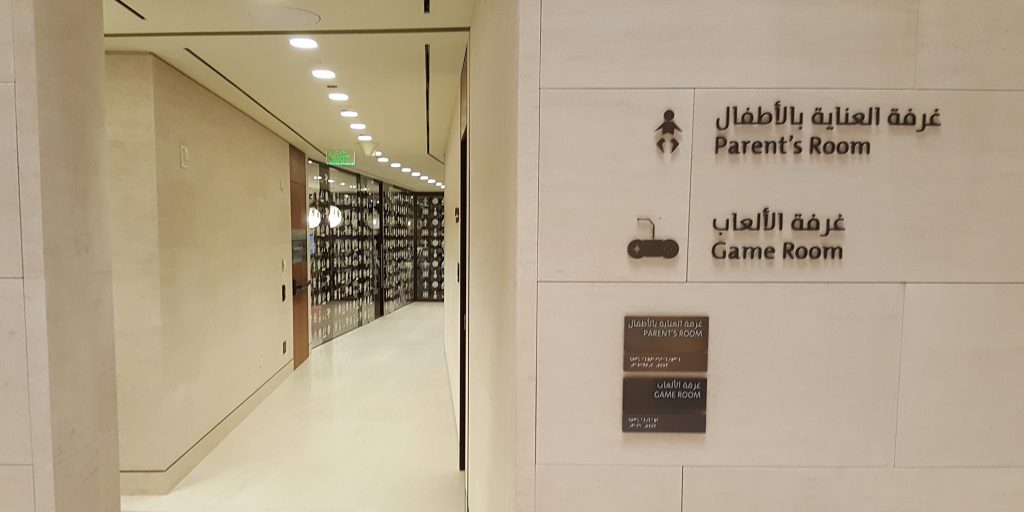 غرفة العناية بالأطفال
Parent's Room
غرفة الألعاب
Game Room
غرفة العناية بالأطفال
PARENT'S ROOM
غرفة الألعاب
GAME ROOM